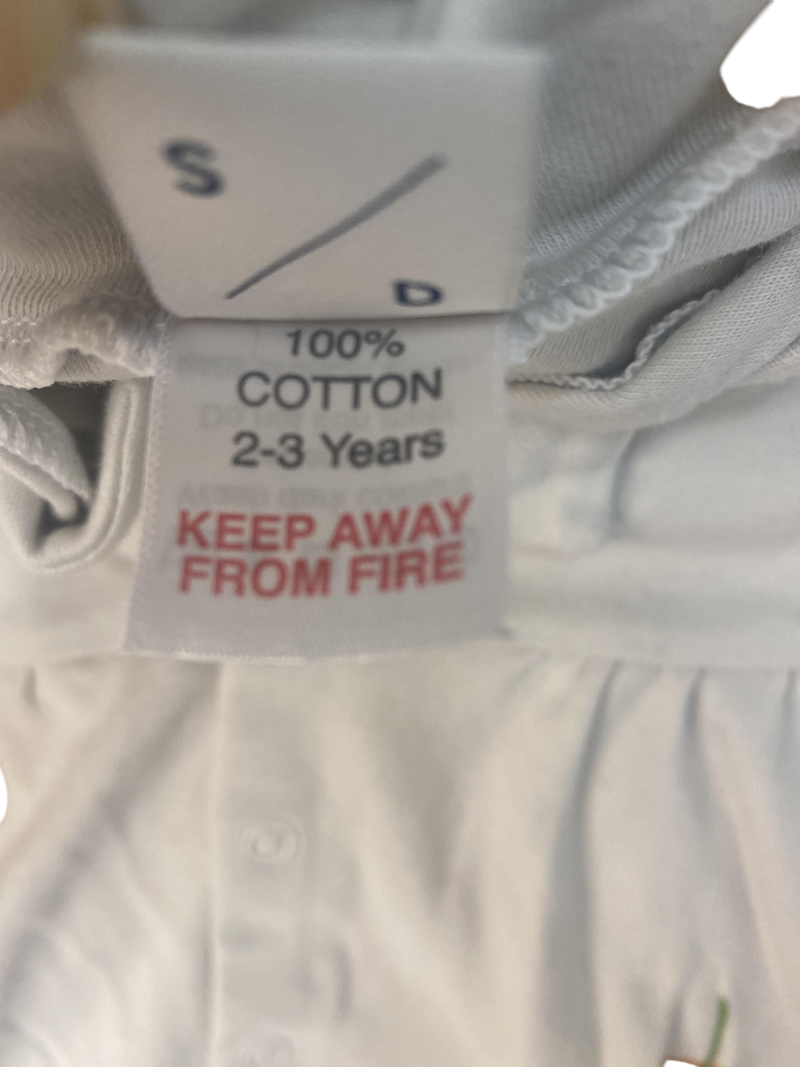 S
100%
COTTON
2-3 Years
KEEP AWAY
FROM FIRE